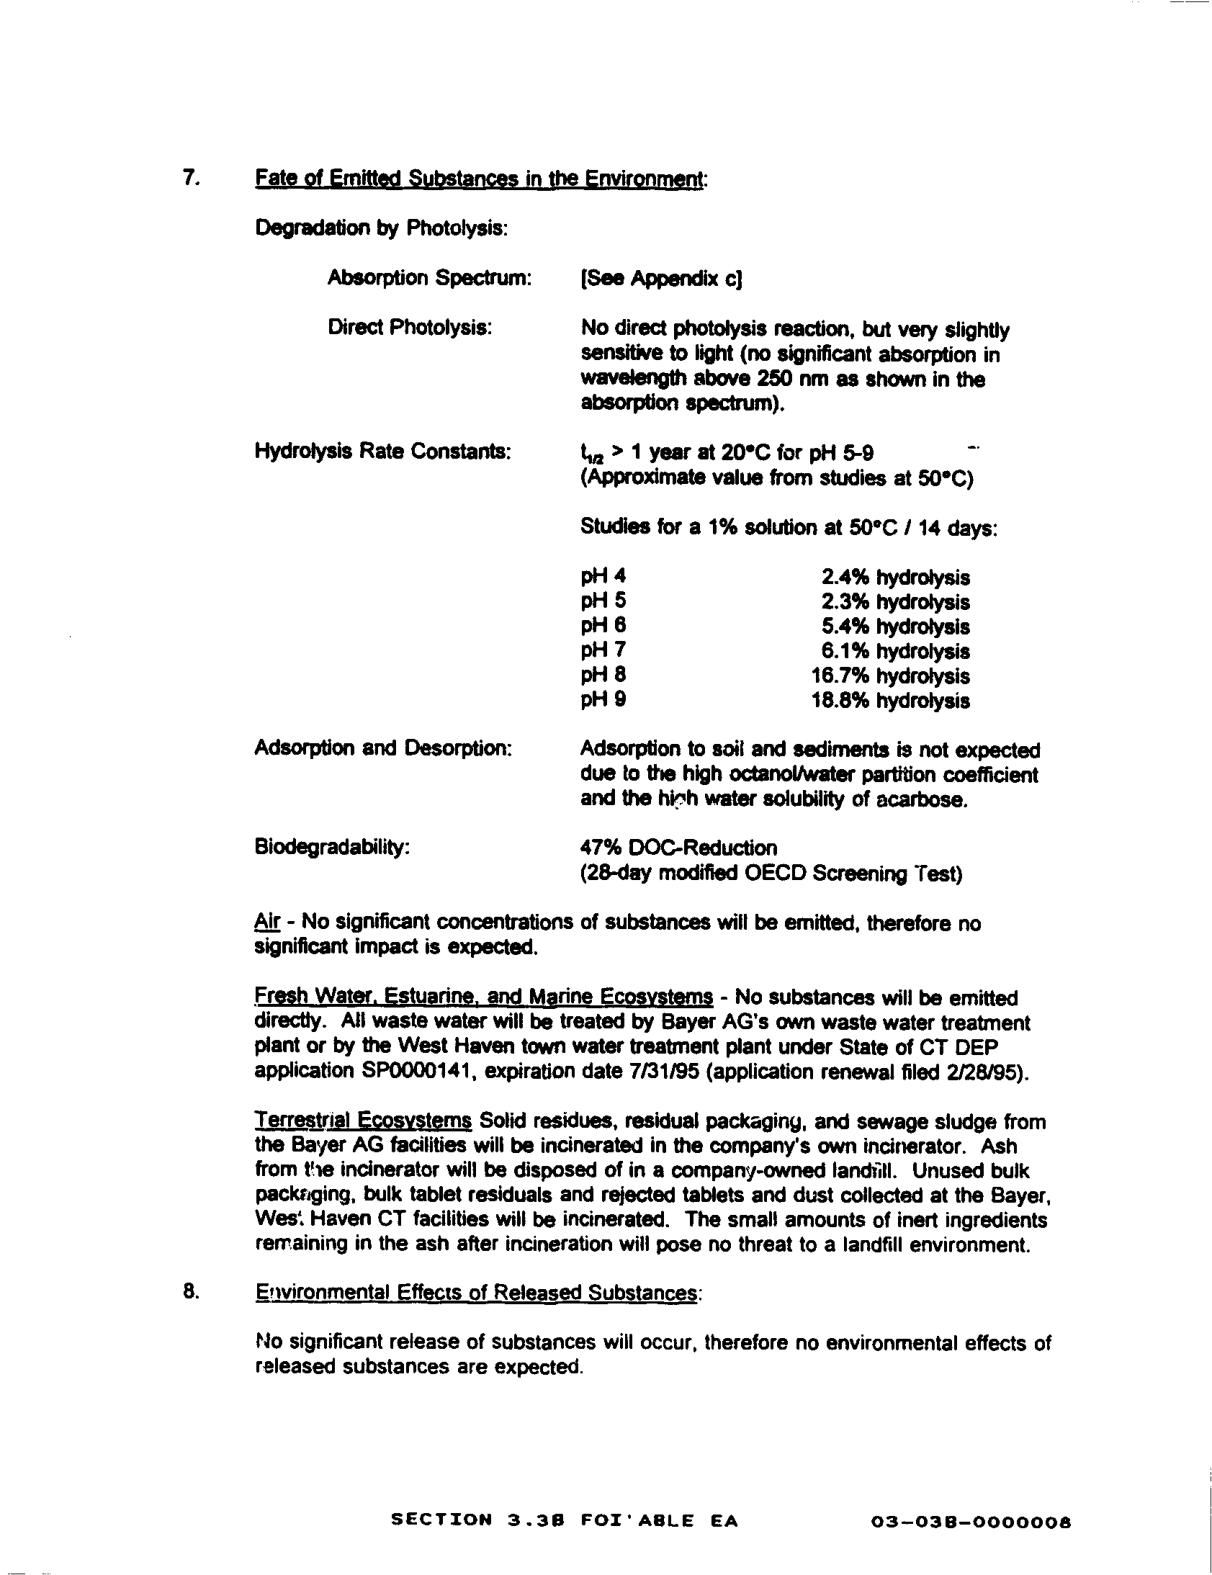 7. Fate of Emitted Substances in the Environment:
Degradation by Photolysis:
Absorption Spectrum: [See Appendix c]
Direct Photolysis: No direct photolysis reaction, but very slightly
sensitive to light (no significant absorption in
wavelength above 250 nm as shown in the
absorption spectrum).
Hydrolysis Rate Constants: t1/2 > 1 year at 20°C for pH 5-9
(Approximate value from studies at 50°C)
Studies for a 1% solution at 50°C / 14 days:
pH 4 2.4% hydrolysis
pH 5 2.3% hydrolysis
pH 6 5.4% hydrolysis
pH 7 6.1% hydrolysis
pH 8 16.7% hydrolysis
pH 9 18.8% hydrolysis
Adsorption and Desorption: Adsorption to soil and sediments is not expected
due to the high octanol/water partition coefficient
and the high water solubility of acarbose.
Biodegradability: 47% DOC-Reduction
(28-day modified OECD Screening Test)
Air - No significant concentrations of substances will be emitted, therefore no
significant impact is expected.
Fresh Water, Estuarine, and Marine Ecosystems - No substances will be emitted
directly. All waste water will be treated by Bayer AG's own waste water treatment
plant or by the West Haven town water treatment plant under State of CT DEP
application SP0000141, expiration date 7/31/95 (application renewal filed 2/28/95).
Terrestrial Ecosystems Solid residues, residual packaging, and sewage sludge from
the Bayer AG facilities will be incinerated in the company's own incinerator. Ash
from the incinerator will be disposed of in a company-owned landfill. Unused bulk
packaging, bulk tablet residuals and rejected tablets and dust collected at the Bayer,
West Haven CT facilities will be incinerated. The small amounts of inert ingredients
remaining in the ash after incineration will pose no threat to a landfill environment.
8. Environmental Effects of Released Substances:
No significant release of substances will occur, therefore no environmental effects of
released substances are expected.
SECTION 3.3B FOI'ABLE EA 03-03B-0000008